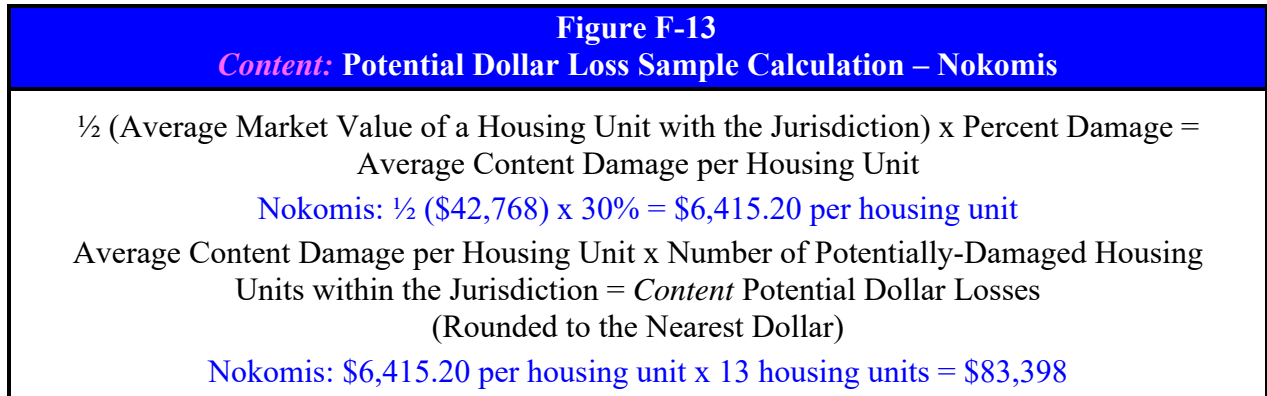 Figure F-13
Content: Potential Dollar Loss Sample Calculation – Nokomis
½ (Average Market Value of a Housing Unit with the Jurisdiction) x Percent Damage =
Average Content Damage per Housing Unit
Nokomis: ½ ($42,768) x 30% = $6,415.20 per housing unit
Average Content Damage per Housing Unit x Number of Potentially-Damaged Housing
Units within the Jurisdiction = Content Potential Dollar Losses
(Rounded to the Nearest Dollar)
Nokomis: $6,415.20 per housing unit x 13 housing units = $83,398